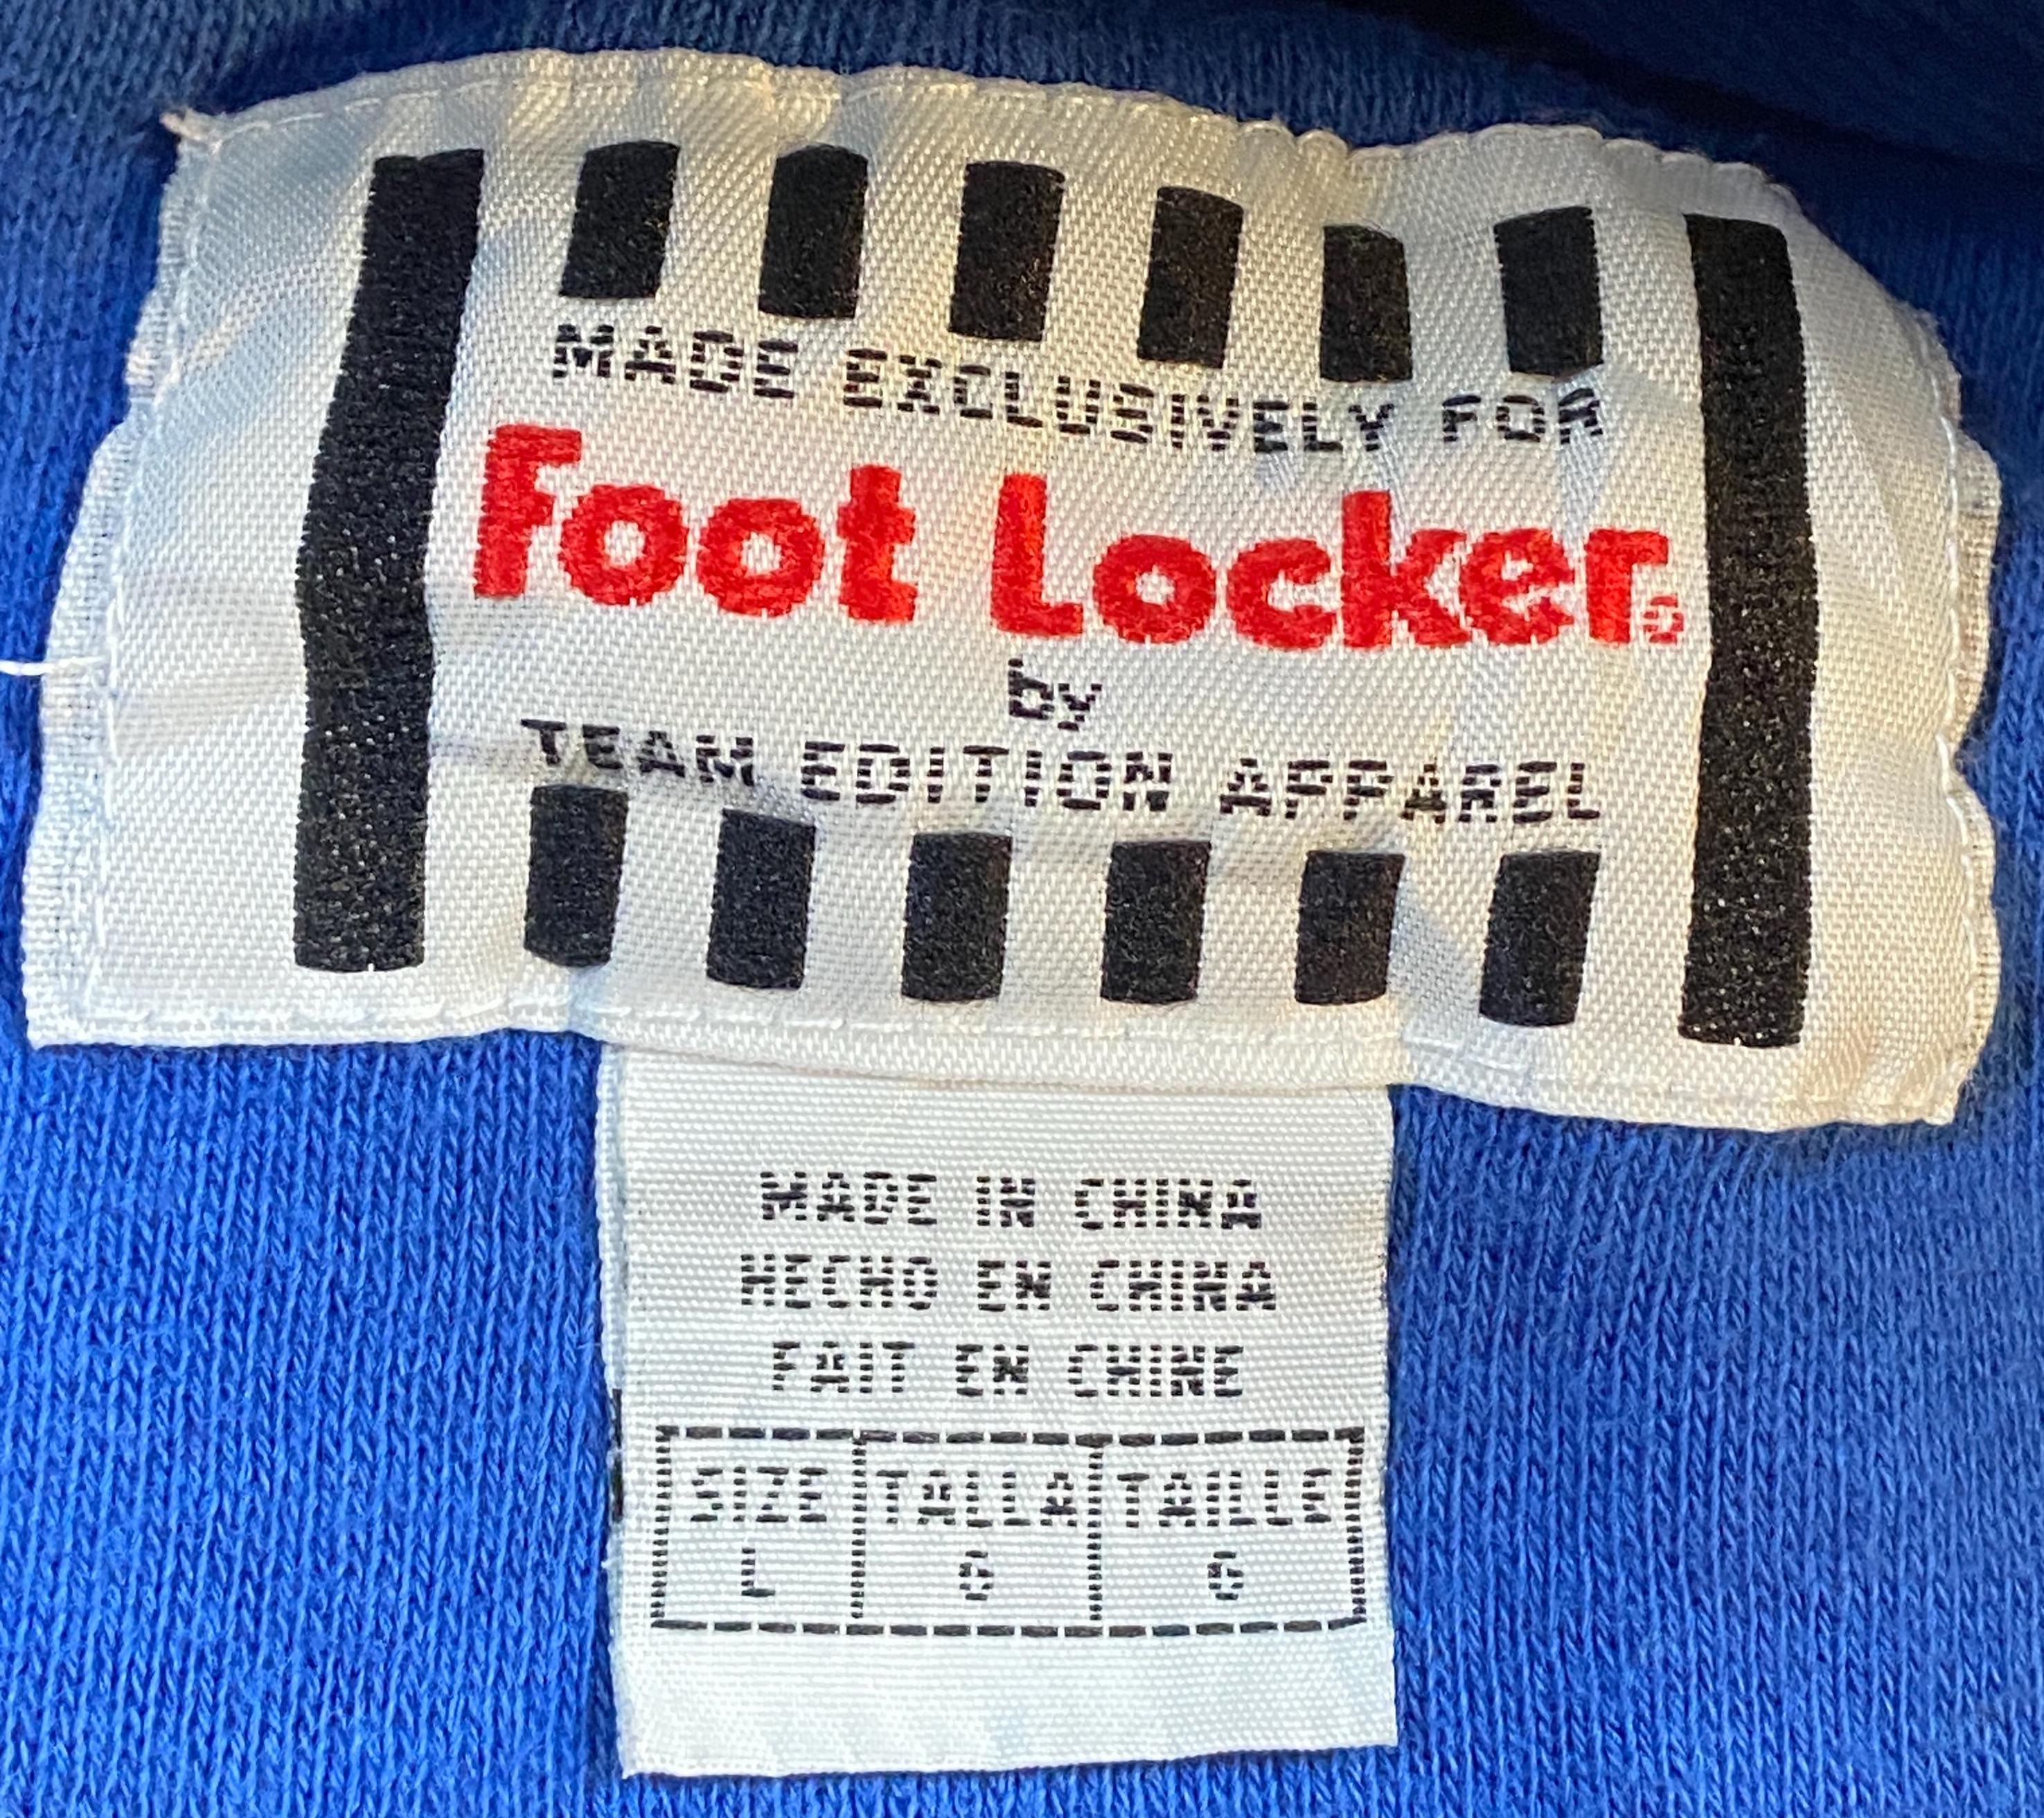 MADE EXCLUSIVELY FOR
Foot Locker®
by
TEAM EDITION APPAREL
MADE IN CHINA
HECHO EN CHINA
FAIT EN CHINE
SIZE TALLA TAILLE
L G G